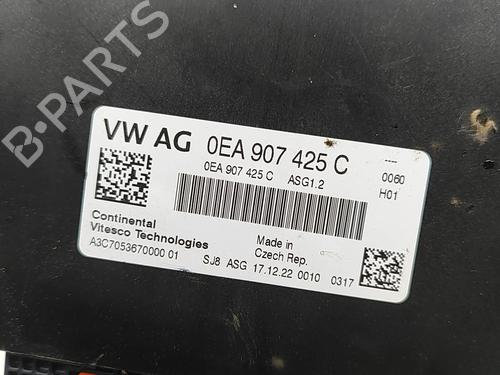 VW AG 0EA 907 425 C
0EA 907 425 C ASG1.2
----
0060
H01
Continental
Vitesco Technologies
A3C7053670000 01
Made in
Czech Rep.
SJ8 ASG 17.12.22 0010 0317
B-PARTS